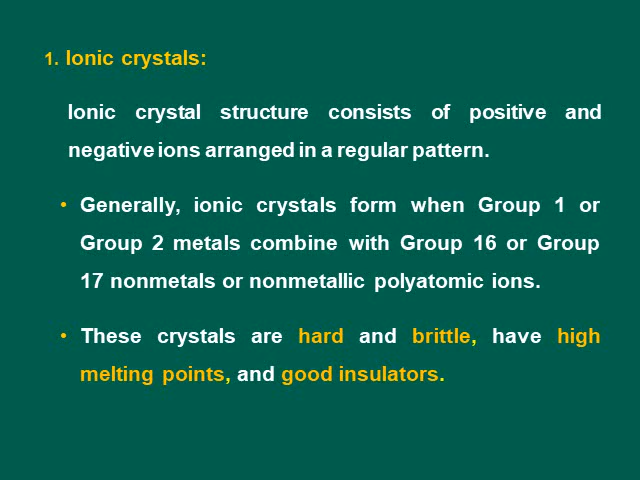 1. Ionic crystals:
Ionic crystal structure consists of positive and
negative ions arranged in a regular pattern.
• Generally, ionic crystals form when Group 1 or
Group 2 metals combine with Group 16 or Group
17 nonmetals or nonmetallic polyatomic ions.
• These crystals are hard and brittle, have high
melting points, and good insulators.